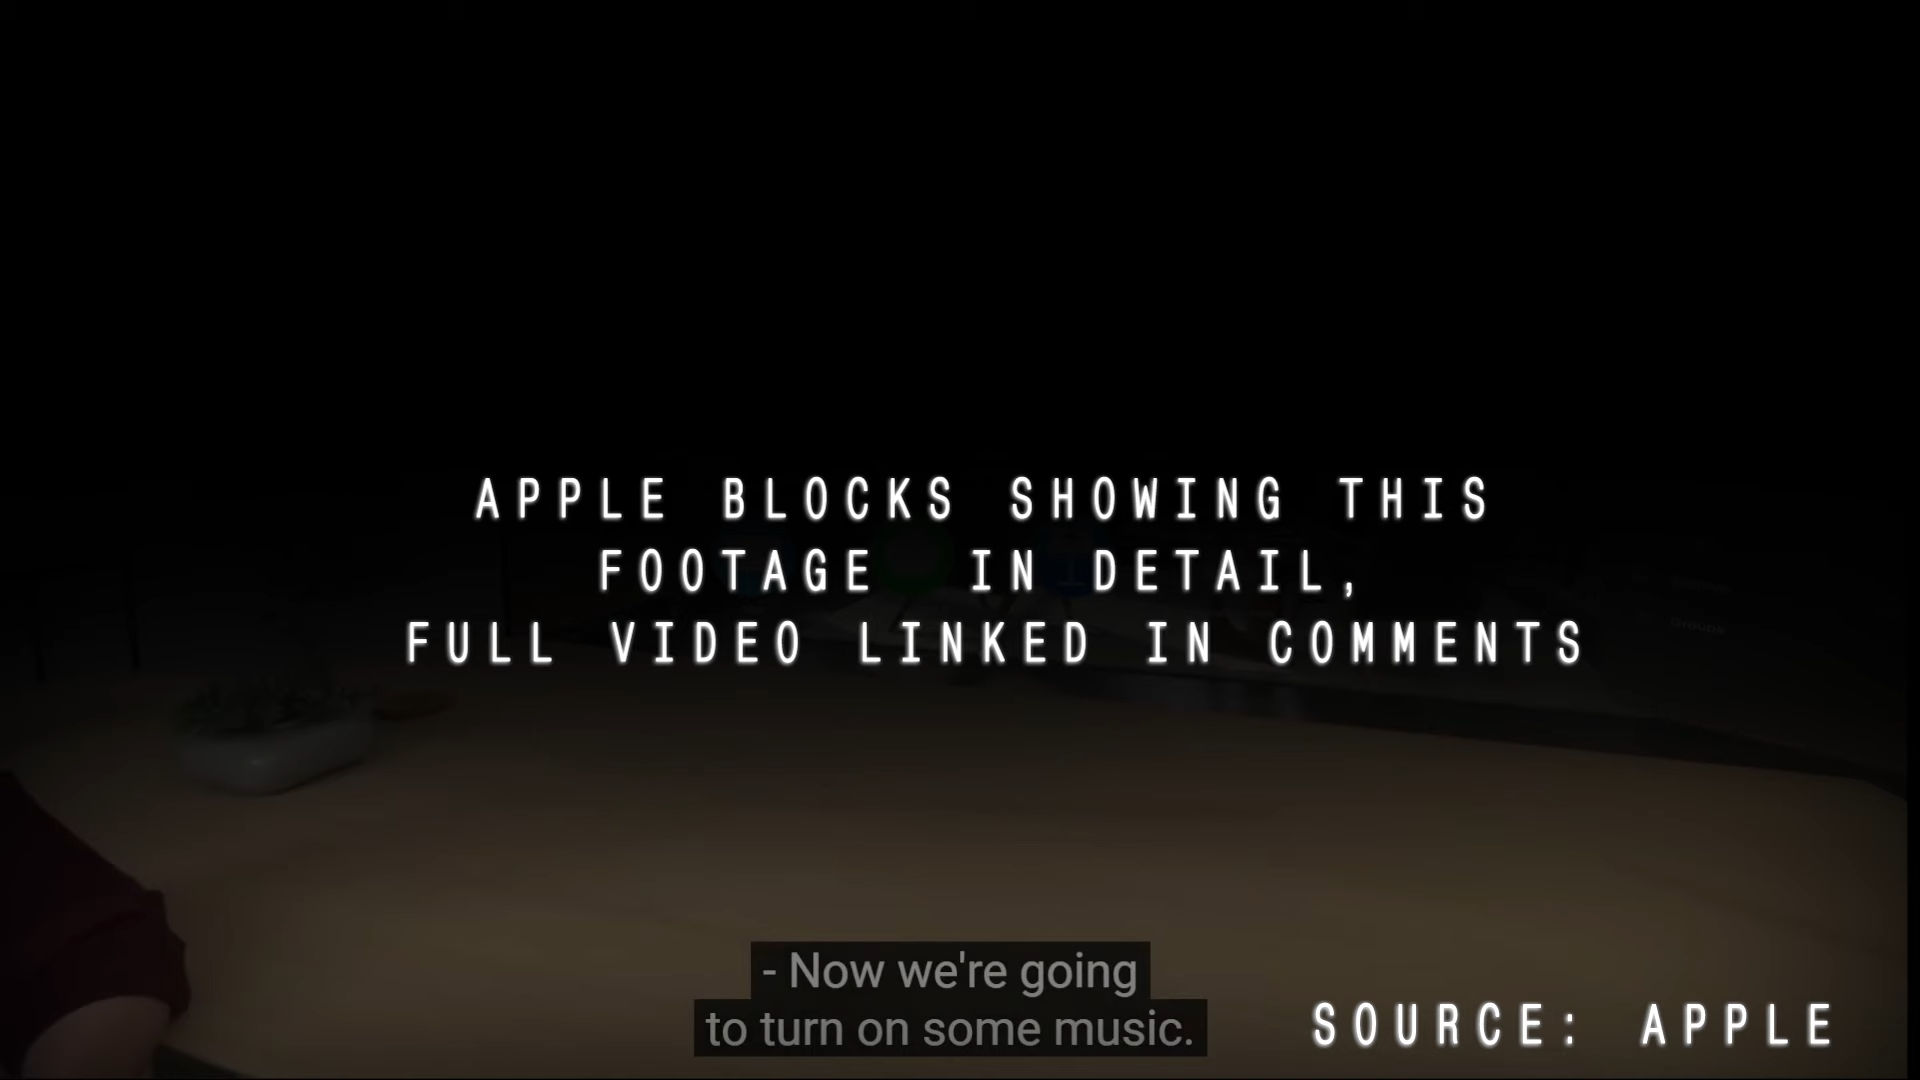 APPLE BLOCKS SHOWING THIS
FOOTAGE IN DETAIL,
FULL VIDEO LINKED IN COMMENTS
Groups
- Now we're going
to turn on some music.
SOURCE: APPLE